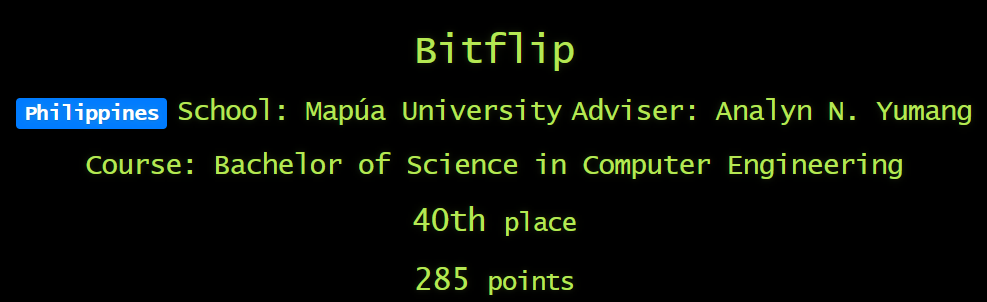 Bitflip
Philippines School: Mapúa University Adviser: Analyn N. Yumang
Course: Bachelor of Science in Computer Engineering
40th place
285 points